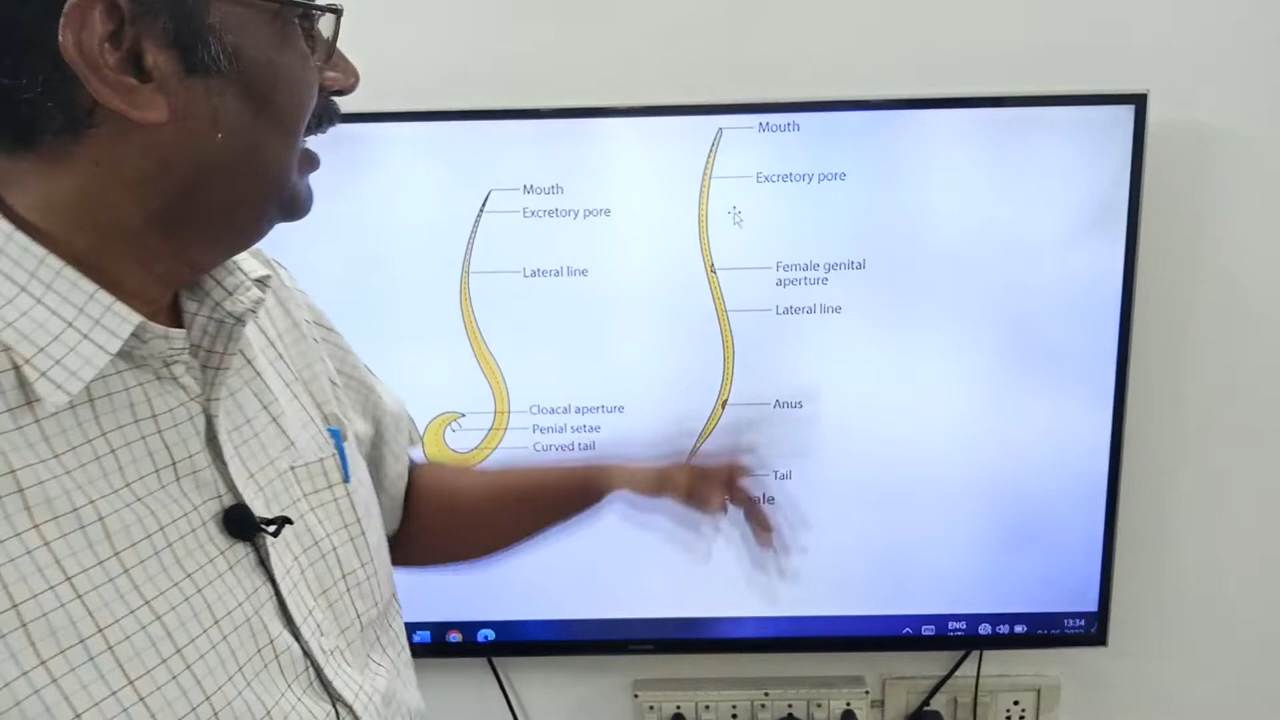 Mouth
Excretory pore
Lateral line
Cloacal aperture
Penial setae
Curved tail
Mouth
Excretory pore
Female genital
aperture
Lateral line
Anus
Tail
ENG
13:34